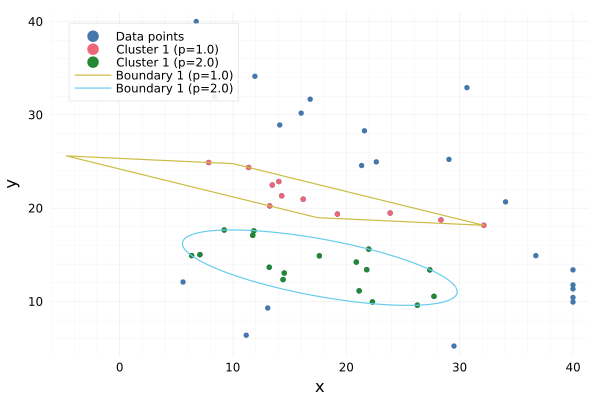 40
30
20
10
y
Data points
Cluster 1 (p=1.0)
Cluster 1 (p=2.0)
Boundary 1 (p=1.0)
Boundary 1 (p=2.0)
0 10 20 30 40
x